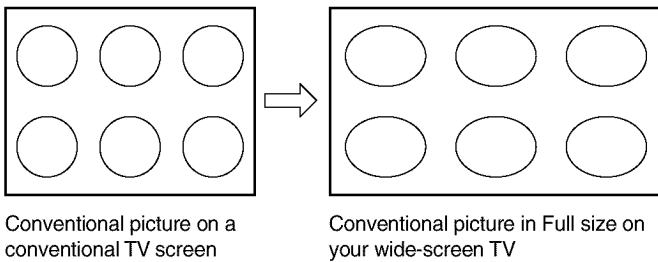 Conventional picture on a
conventional TV screen
Conventional picture in Full size on
your wide-screen TV